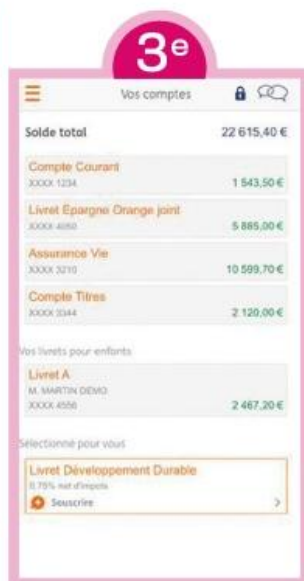 3e
Vos comptes
Solde total 22 615,40 €
Compte Courant
XXXX 1234 1 543,50 €
Livret Epargne Orange joint
XXXX 4050 5 885,00 €
Assurance Vie
XXXX 3210 10 599,70 €
Compte Titres
XXXX 3344 2 120,00 €
Vos livrets pour enfants
Livret A
M. MARTIN DEMO
XXXX 4556 2 467,20 €
Sélectionné pour vous
Livret Développement Durable
0,75% net d'impots
Souscrire